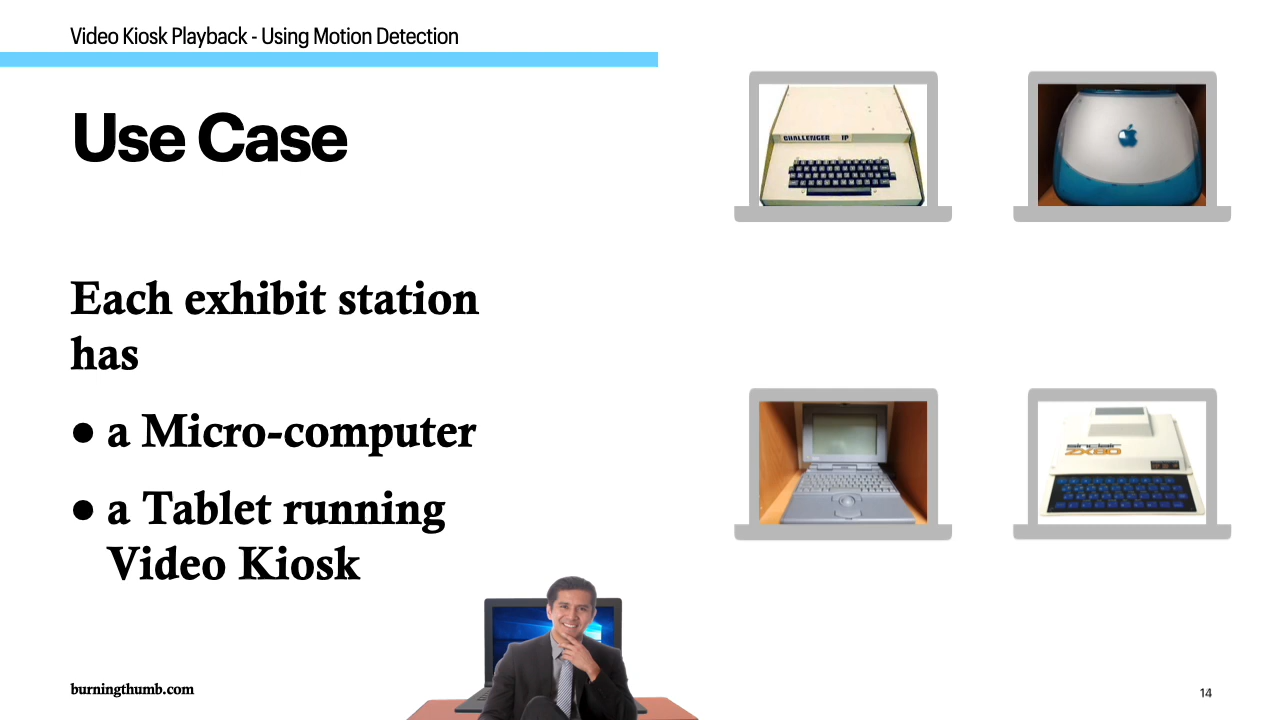 Video Kiosk Playback - Using Motion Detection
Use Case
Each exhibit station
has
• a Micro-computer
• a Tablet running
Video Kiosk
CHALLENGER 1P
sinclair
ZX80
burningthumb.com
14